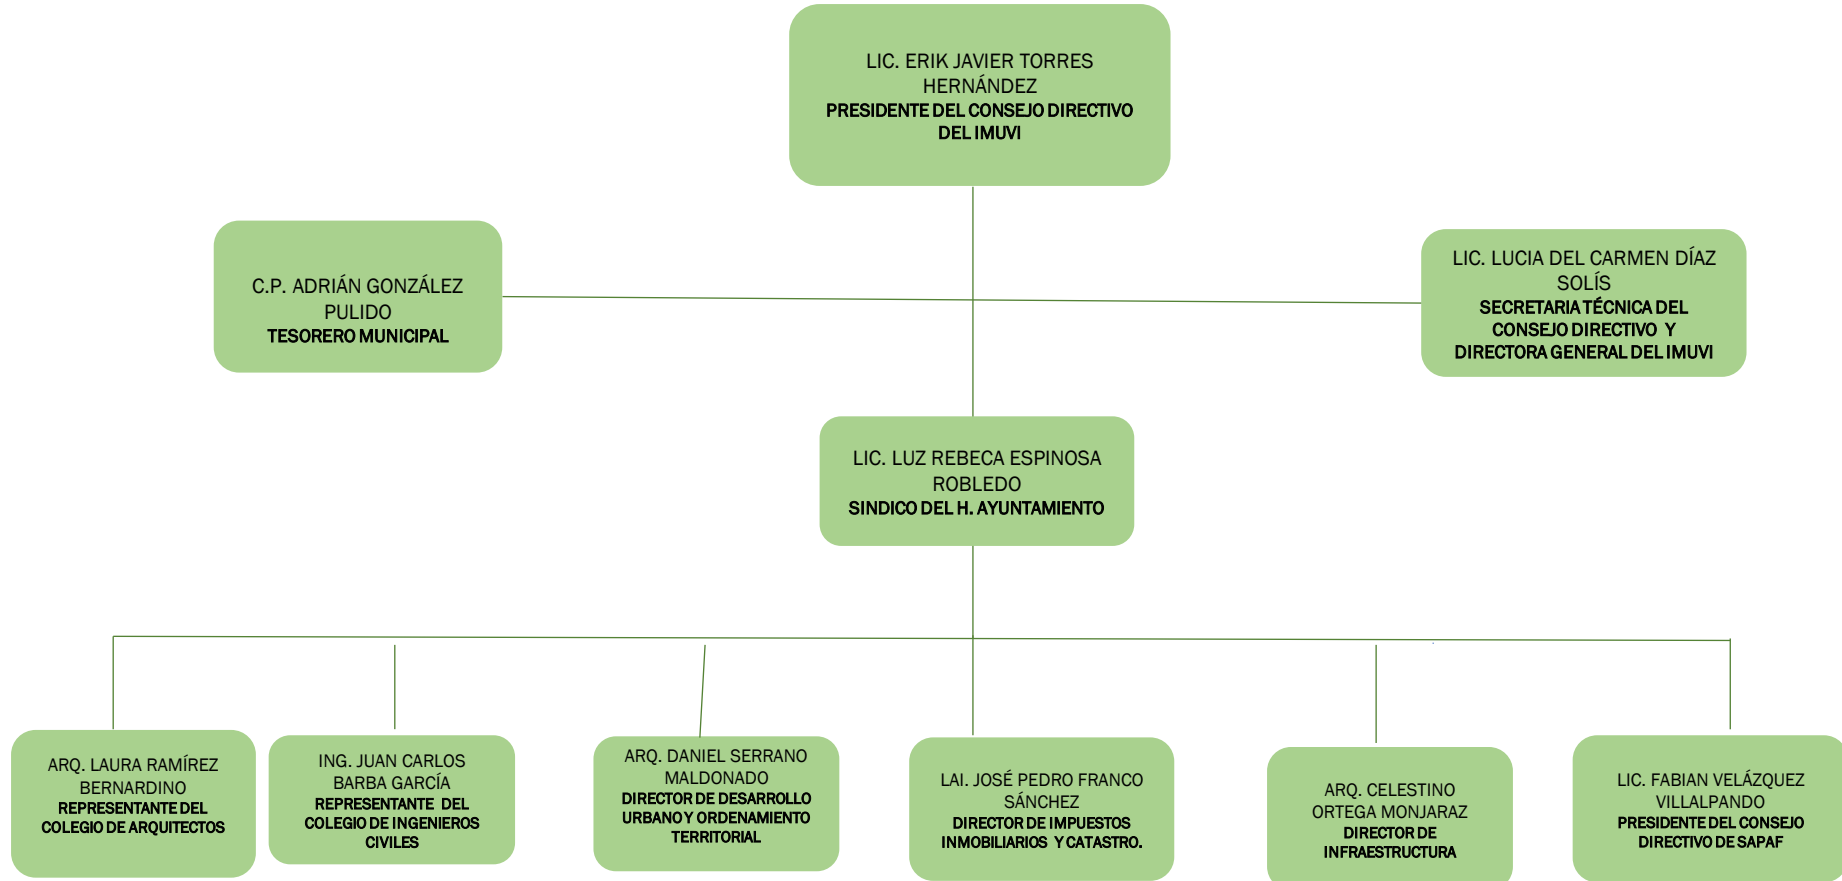 LIC. ERIK JAVIER TORRES
HERNÁNDEZ
PRESIDENTE DEL CONSEJO DIRECTIVO
DEL IMUVI
C.P. ADRIÁN GONZÁLEZ
PULIDO
TESORERO MUNICIPAL
LIC. LUCIA DEL CARMEN DÍAZ
SOLÍS
SECRETARIA TÉCNICA DEL
CONSEJO DIRECTIVO Y
DIRECTORA GENERAL DEL IMUVI
LIC. LUZ REBECA ESPINOSA
ROBLEDO
SINDICO DEL H. AYUNTAMIENTO
ARQ. LAURA RAMÍREZ
BERNARDINO
REPRESENTANTE DEL
COLEGIO DE ARQUITECTOS
ING. JUAN CARLOS
BARBA GARCÍA
REPRESENTANTE DEL
COLEGIO DE INGENIEROS
CIVILES
ARQ. DANIEL SERRANO
MALDONADO
DIRECTOR DE DESARROLLO
URBANO Y ORDENAMIENTO
TERRITORIAL
LAI. JOSÉ PEDRO FRANCO
SÁNCHEZ
DIRECTOR DE IMPUESTOS
INMOBILIARIOS Y CATASTRO.
ARQ. CELESTINO
ORTEGA MONJARAZ
DIRECTOR DE
INFRAESTRUCTURA
LIC. FABIAN VELÁZQUEZ
VILLALPANDO
PRESIDENTE DEL CONSEJO
DIRECTIVO DE SAPAF